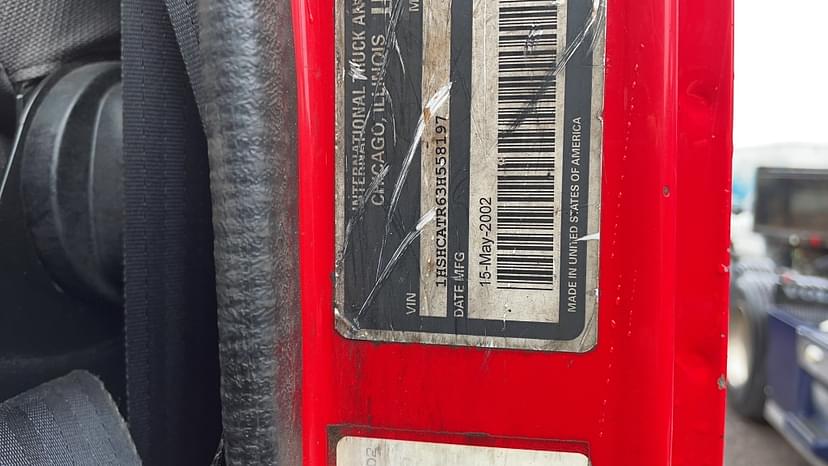 INTERNATIONAL TRUCK AN
CHICAGO, ILLINOIS
VIN
1HSHCATR63H558197
DATE MFG
15-May-2002
MADE IN UNITED STATES OF AMERICA